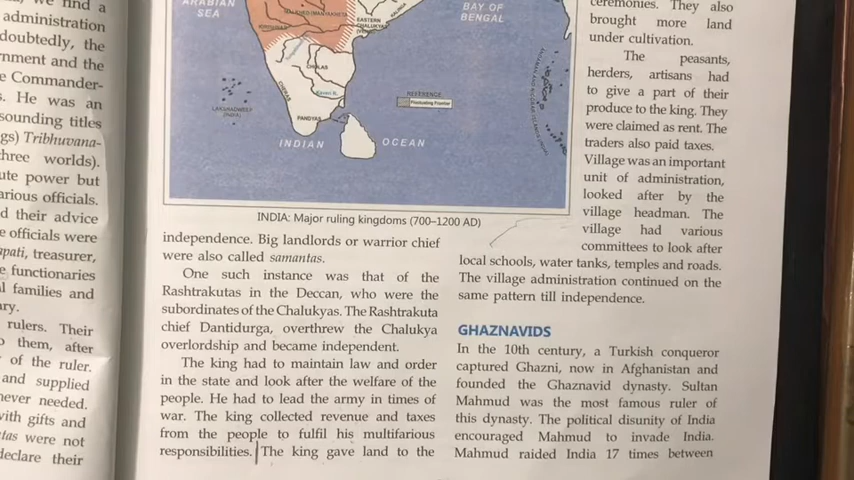 find a
administration
doubtedly, the
nment and the
e Commander-
s. He was an
sounding titles
gs) Tribhuvana-
three worlds).
ute power but
arious officials.
d their advice
e officials were
apati, treasurer,
e functionaries
al families and
ary.
rulers. Their
o them, after
of the ruler.
and supplied
never needed.
with gifts and
tas were not
declare their
ARABIAN
SEA
BAY OF
BENGAL
EASTERN
CHALUKYAS
KALINGA
CHOLAS
CHERAS
Kaveri R.
PANDYAS
LAKSHADWEEP
(INDIA)
REFERENCE
Fluctuating Frontier
INDIAN OCEAN
INDIA: Major ruling kingdoms (700–1200 AD)
independence. Big landlords or warrior chief
were also called samantas.
One such instance was that of the
Rashtrakutas in the Deccan, who were the
subordinates of the Chalukyas. The Rashtrakuta
chief Dantidurga, overthrew the Chalukya
overlordship and became independent.
The king had to maintain law and order
in the state and look after the welfare of the
people. He had to lead the army in times of
war. The king collected revenue and taxes
from the people to fulfil his multifarious
responsibilities. The king gave land to the
ceremonies. They also
brought more land
under cultivation.
The peasants,
herders, artisans had
to give a part of their
produce to the king. They
were claimed as rent. The
traders also paid taxes.
Village was an important
unit of administration,
looked after by the
village headman. The
village had various
committees to look after
local schools, water tanks, temples and roads.
The village administration continued on the
same pattern till independence.
GHAZNAVIDS
In the 10th century, a Turkish conqueror
captured Ghazni, now in Afghanistan and
founded the Ghaznavid dynasty. Sultan
Mahmud was the most famous ruler of
this dynasty. The political disunity of India
encouraged Mahmud to invade India.
Mahmud raided India 17 times between